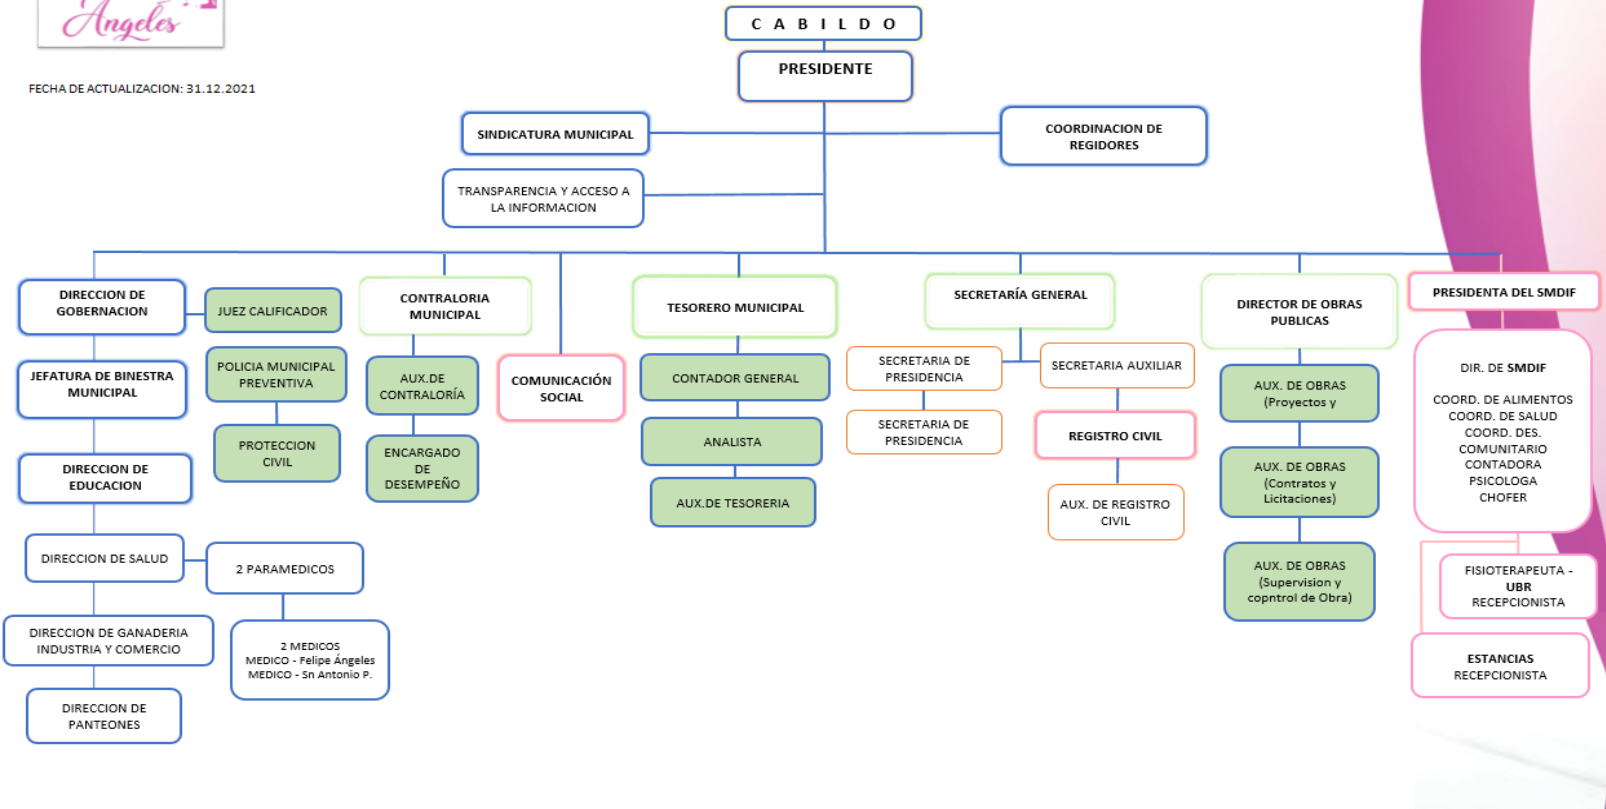 Ángeles
FECHA DE ACTUALIZACION: 31.12.2021
C A B I L D O
PRESIDENTE
SINDICATURA MUNICIPAL
COORDINACION DE
REGIDORES
TRANSPARENCIA Y ACCESO A
LA INFORMACION
DIRECCION DE
GOBERNACION
JUEZ CALIFICADOR
POLICIA MUNICIPAL
PREVENTIVA
PROTECCION
CIVIL
JEFATURA DE BINESTRA
MUNICIPAL
DIRECCION DE
EDUCACION
DIRECCION DE SALUD
2 PARAMEDICOS
2 MEDICOS
MEDICO - Felipe Ángeles
MEDICO - Sn Antonio P.
DIRECCION DE GANADERIA
INDUSTRIA Y COMERCIO
DIRECCION DE
PANTEONES
CONTRALORIA
MUNICIPAL
AUX.DE
CONTRALORÍA
ENCARGADO
DE
DESEMPEÑO
COMUNICACIÓN
SOCIAL
TESORERO MUNICIPAL
CONTADOR GENERAL
ANALISTA
AUX.DE TESORERIA
SECRETARÍA GENERAL
SECRETARIA DE
PRESIDENCIA
SECRETARIA DE
PRESIDENCIA
SECRETARIA AUXILIAR
REGISTRO CIVIL
AUX. DE REGISTRO
CIVIL
DIRECTOR DE OBRAS
PUBLICAS
AUX. DE OBRAS
(Proyectos y
AUX. DE OBRAS
(Contratos y
Licitaciones)
AUX. DE OBRAS
(Supervision y
copntrol de Obra)
PRESIDENTA DEL SMDIF
DIR. DE SMDIF
COORD. DE ALIMENTOS
COORD. DE SALUD
COORD. DES.
COMUNITARIO
CONTADORA
PSICOLOGA
CHOFER
FISIOTERAPEUTA -
UBR
RECEPCIONISTA
ESTANCIAS
RECEPCIONISTA